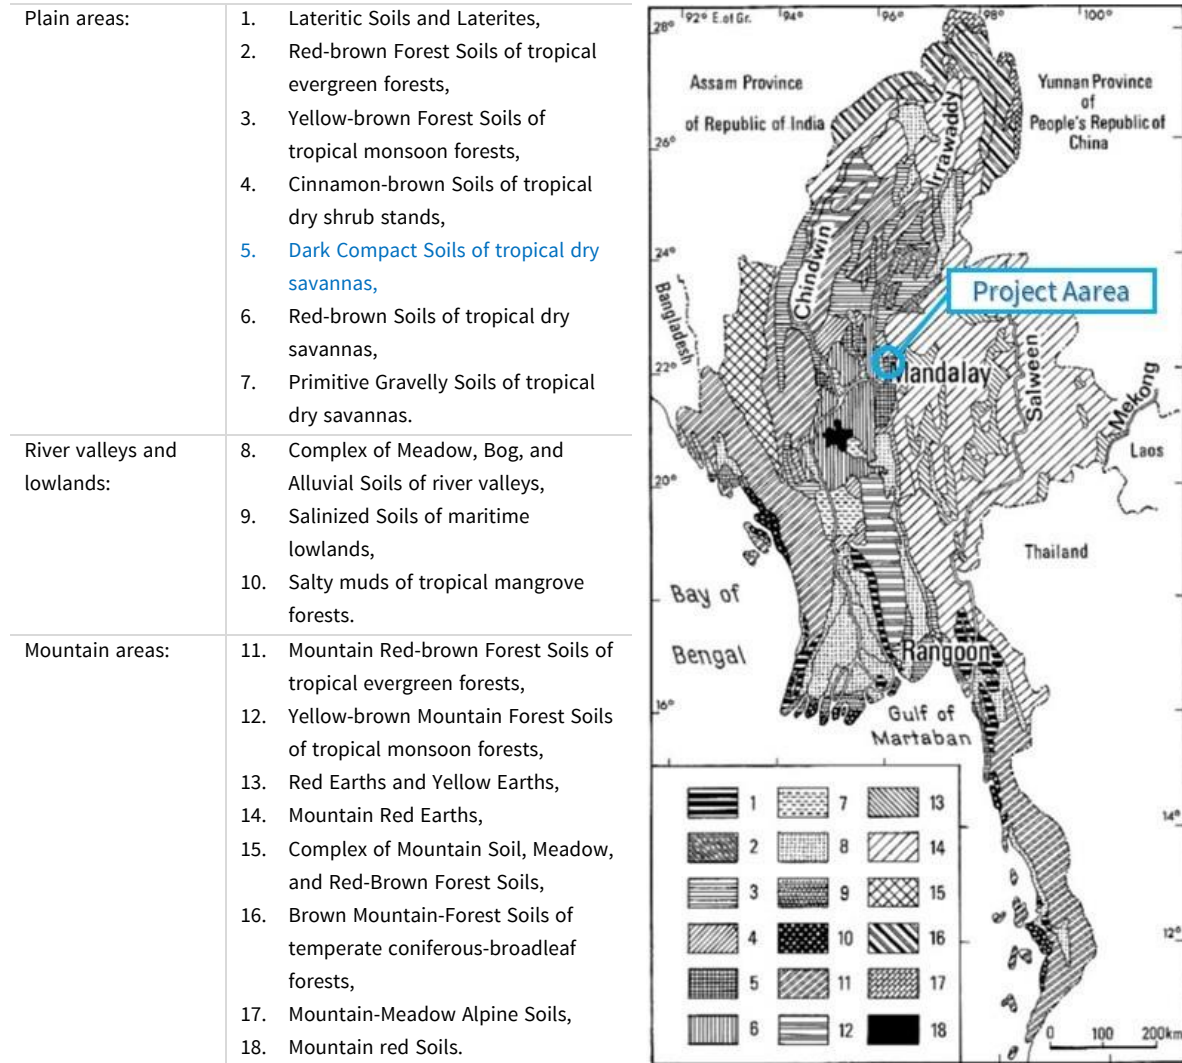 Plain areas:
1. Lateritic Soils and Laterites,
2. Red-brown Forest Soils of tropical
evergreen forests,
3. Yellow-brown Forest Soils of
tropical monsoon forests,
4. Cinnamon-brown Soils of tropical
dry shrub stands,
5. Dark Compact Soils of tropical dry
savannas,
6. Red-brown Soils of tropical dry
savannas,
7. Primitive Gravelly Soils of tropical
dry savannas.
River valleys and
lowlands:
8. Complex of Meadow, Bog, and
Alluvial Soils of river valleys,
9. Salinized Soils of maritime
lowlands,
10. Salty muds of tropical mangrove
forests.
Mountain areas:
11. Mountain Red-brown Forest Soils of
tropical evergreen forests,
12. Yellow-brown Mountain Forest Soils
of tropical monsoon forests,
13. Red Earths and Yellow Earths,
14. Mountain Red Earths,
15. Complex of Mountain Soil, Meadow,
and Red-Brown Forest Soils,
16. Brown Mountain-Forest Soils of
temperate coniferous-broadleaf
forests,
17. Mountain-Meadow Alpine Soils,
18. Mountain red Soils.
92° E.of Gr.
94°
96°
98°
100°
28°
26°
24°
22°
20°
16°
14°
12°
Assam Province
of Republic of India
Yunnan Province
of
People's Republic of
China
Irrawaddy
Chindwin
Bangladesh
Project Aarea
Mandalay
Salween
Mekong
Laos
Thailand
Bay of
Bengal
Rangoon
Gulf of
Martaban
1
2
3
4
5
6
7
8
9
10
11
12
13
14
15
16
17
18
0 100 200km